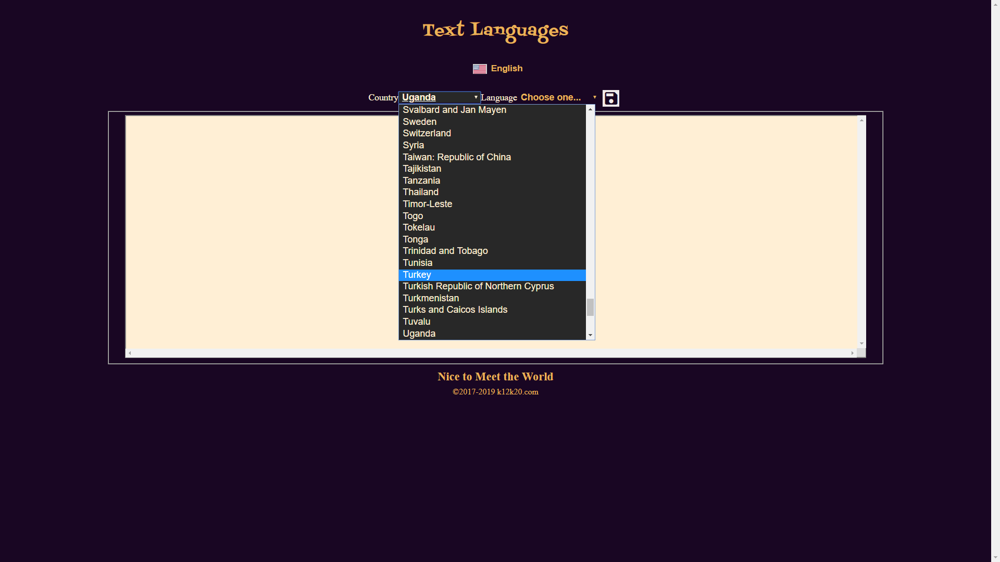 Text Languages
English
Country Uganda Language Choose one...
Svalbard and Jan Mayen
Sweden
Switzerland
Syria
Taiwan: Republic of China
Tajikistan
Tanzania
Thailand
Timor-Leste
Togo
Tokelau
Tonga
Trinidad and Tobago
Tunisia
Turkey
Turkish Republic of Northern Cyprus
Turkmenistan
Turks and Caicos Islands
Tuvalu
Uganda
Nice to Meet the World
©2017-2019 k12k20.com